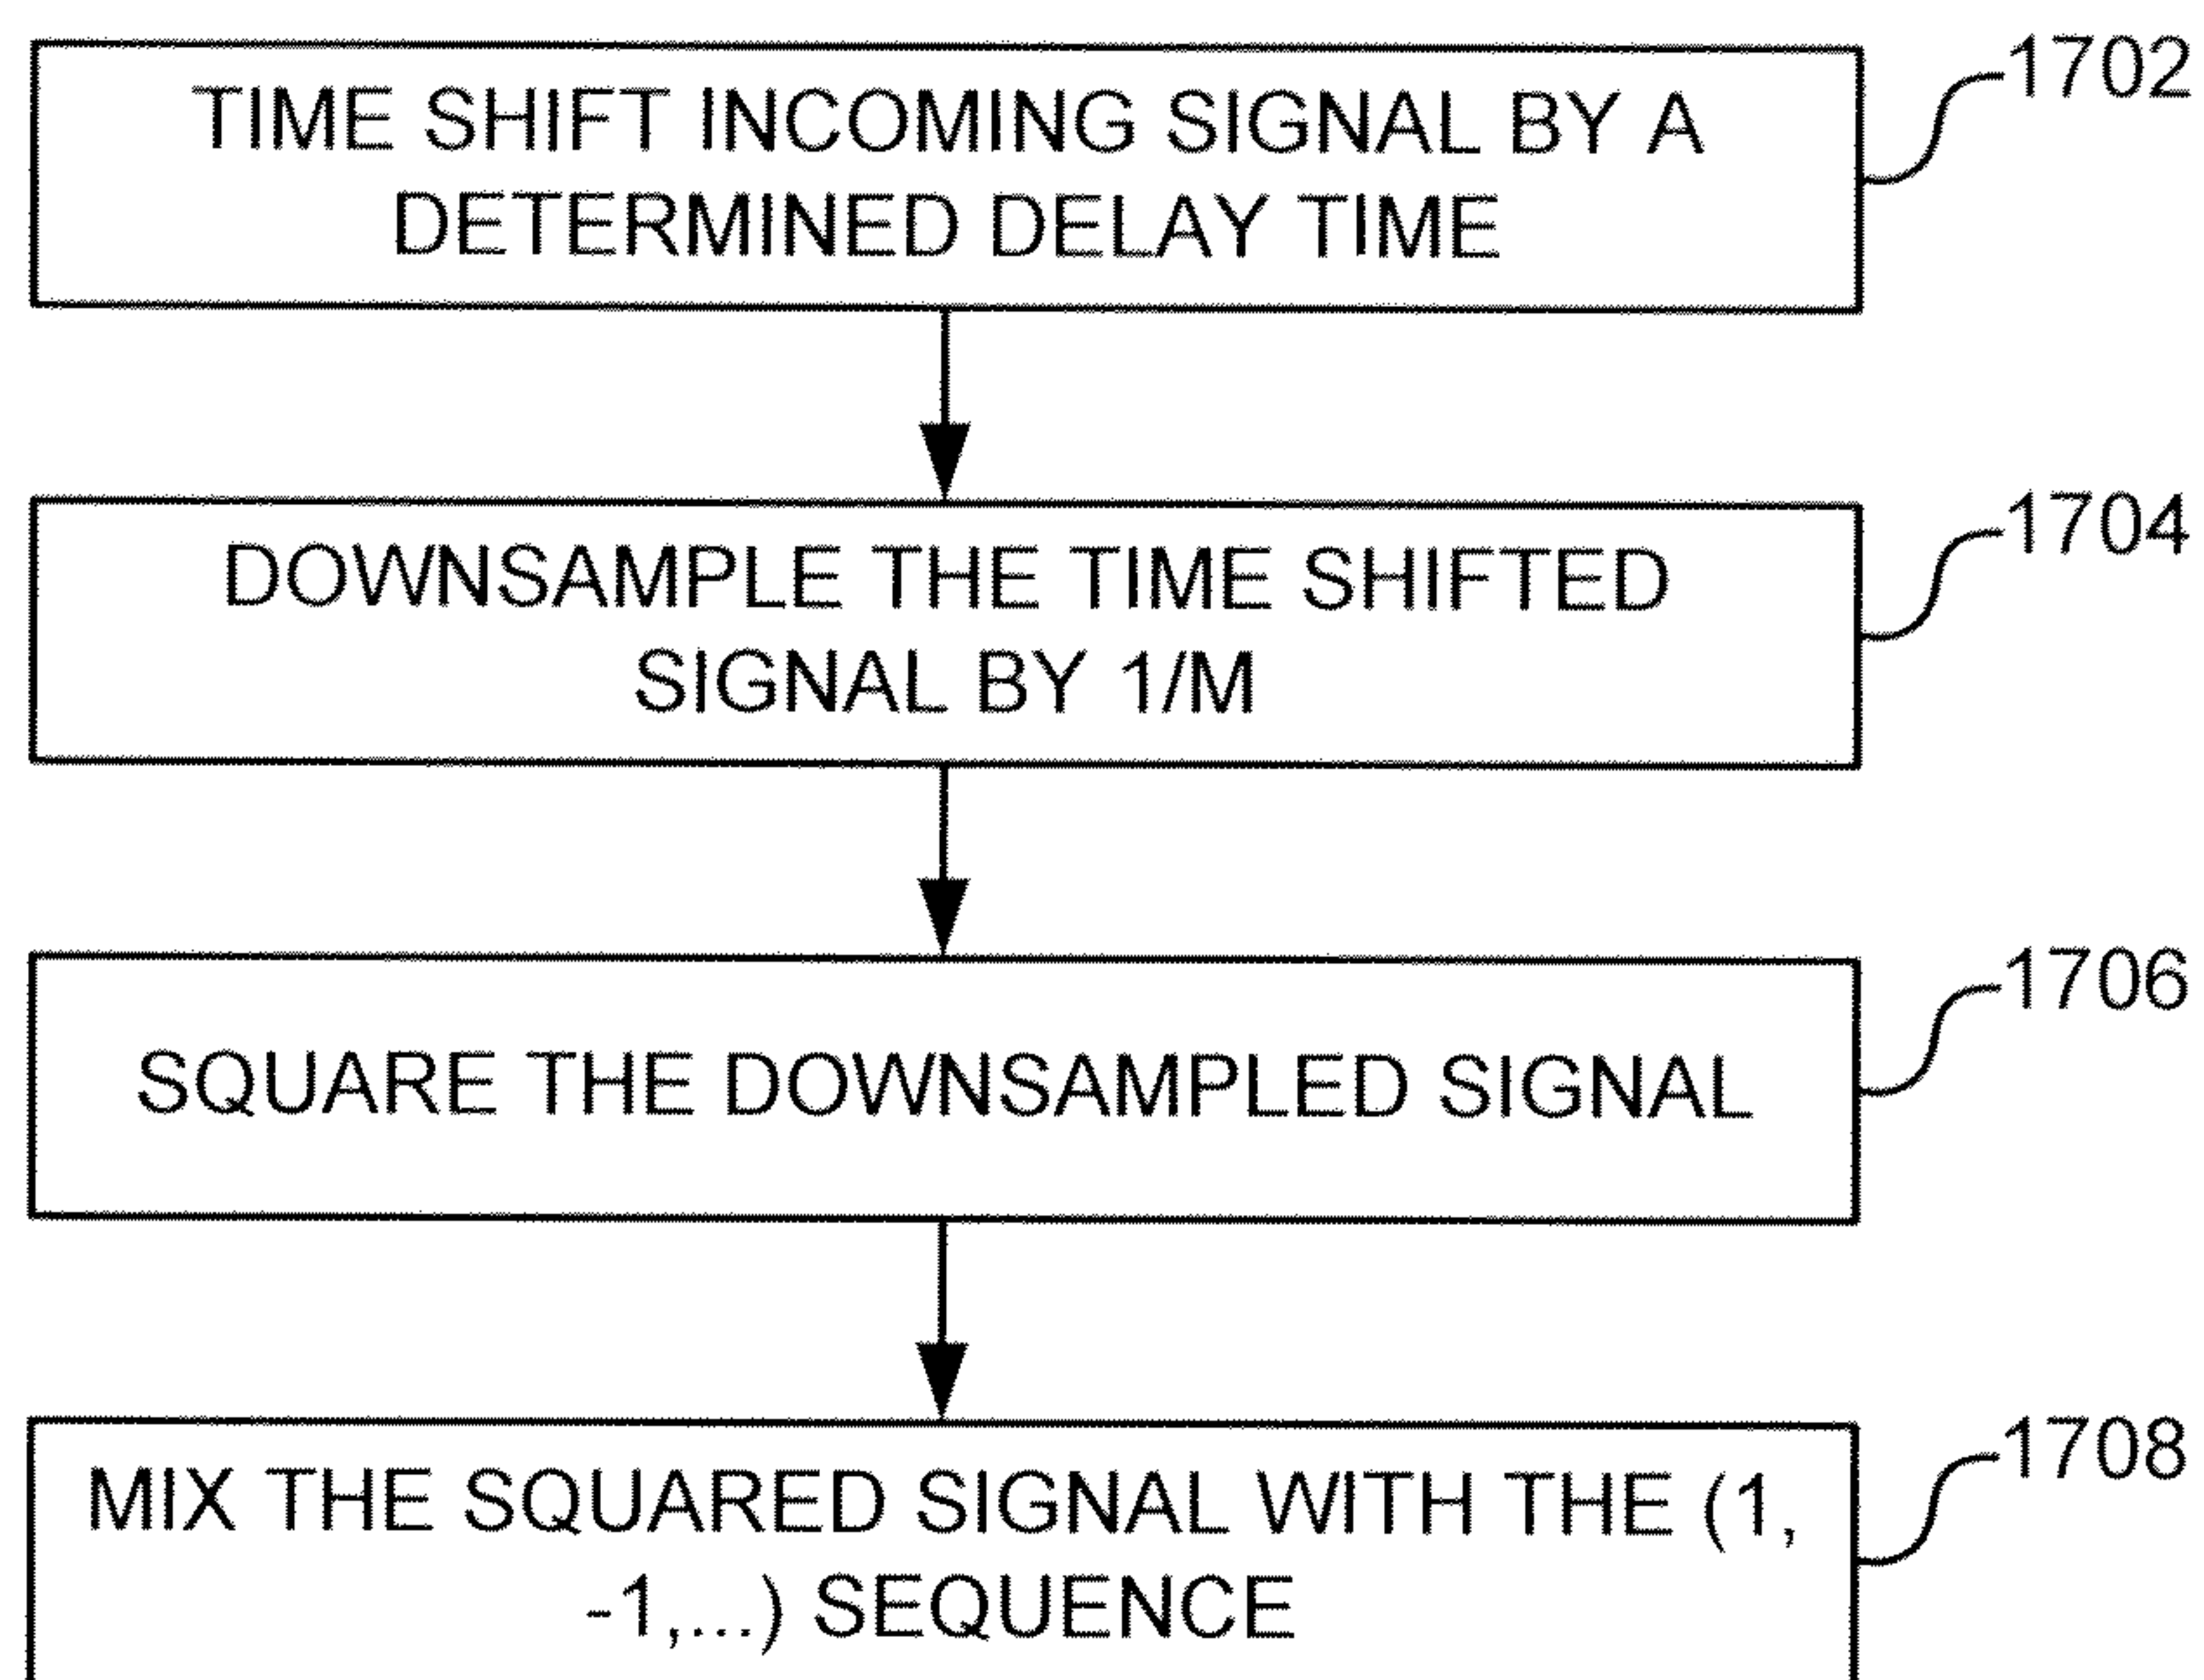 TIME SHIFT INCOMING SIGNAL BY A
DETERMINED DELAY TIME
1702
DOWNSAMPLE THE TIME SHIFTED
SIGNAL BY 1/M
1704
SQUARE THE DOWNSAMPLED SIGNAL
1706
MIX THE SQUARED SIGNAL WITH THE (1,
-1,...) SEQUENCE
1708